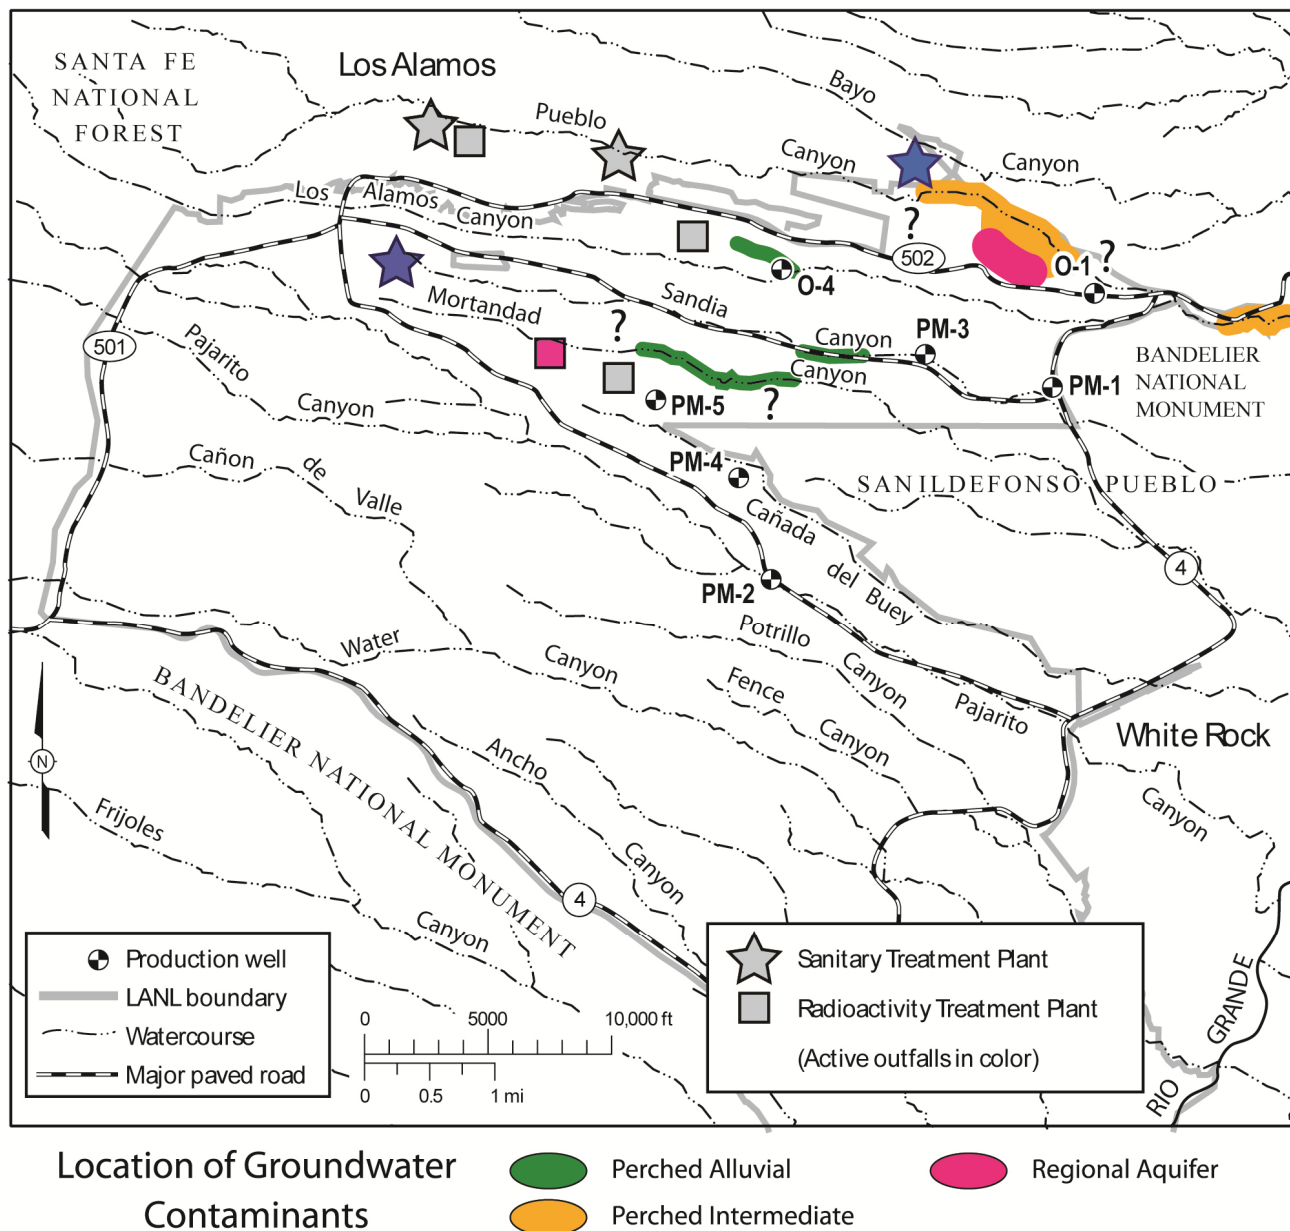 SANTA FE
NATIONAL
FOREST
Los Alamos
Pueblo
Bayo
Canyon
Canyon
Los Alamos Canyon
?
502
O-1
?
O-4
Sandia
Canyon
PM-3
Mortandad
?
Canyon
PM-5
?
PM-1
BANDELIER
NATIONAL
MONUMENT
501
Pajarito
Canyon
Cañon
de
Valle
PM-4
SAN ILDEFONSO PUEBLO
Cañada
del
Buey
4
PM-2
Potrillo
Canyon
Water
Canyon
Fence
Canyon
Pajarito
White Rock
Canyon
BANDELIER NATIONAL MONUMENT
Ancho
Canyon
N
Frijoles
Canyon
4
RIO GRANDE
Production well
LANL boundary
Watercourse
Major paved road
0 5000 10,000 ft
0 0.5 1 mi
Sanitary Treatment Plant
Radioactivity Treatment Plant
(Active outfalls in color)
Location of Groundwater
Contaminants
Perched Alluvial
Perched Intermediate
Regional Aquifer